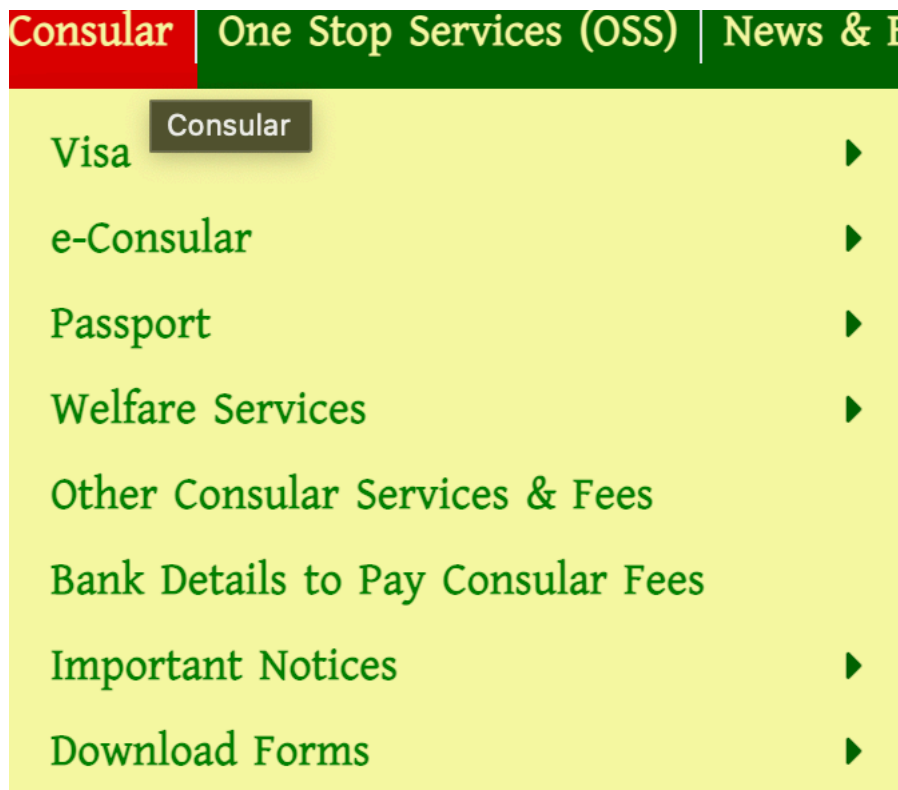 Consular One Stop Services (OSS) News &
Consular
Visa
e-Consular
Passport
Welfare Services
Other Consular Services & Fees
Bank Details to Pay Consular Fees
Important Notices
Download Forms